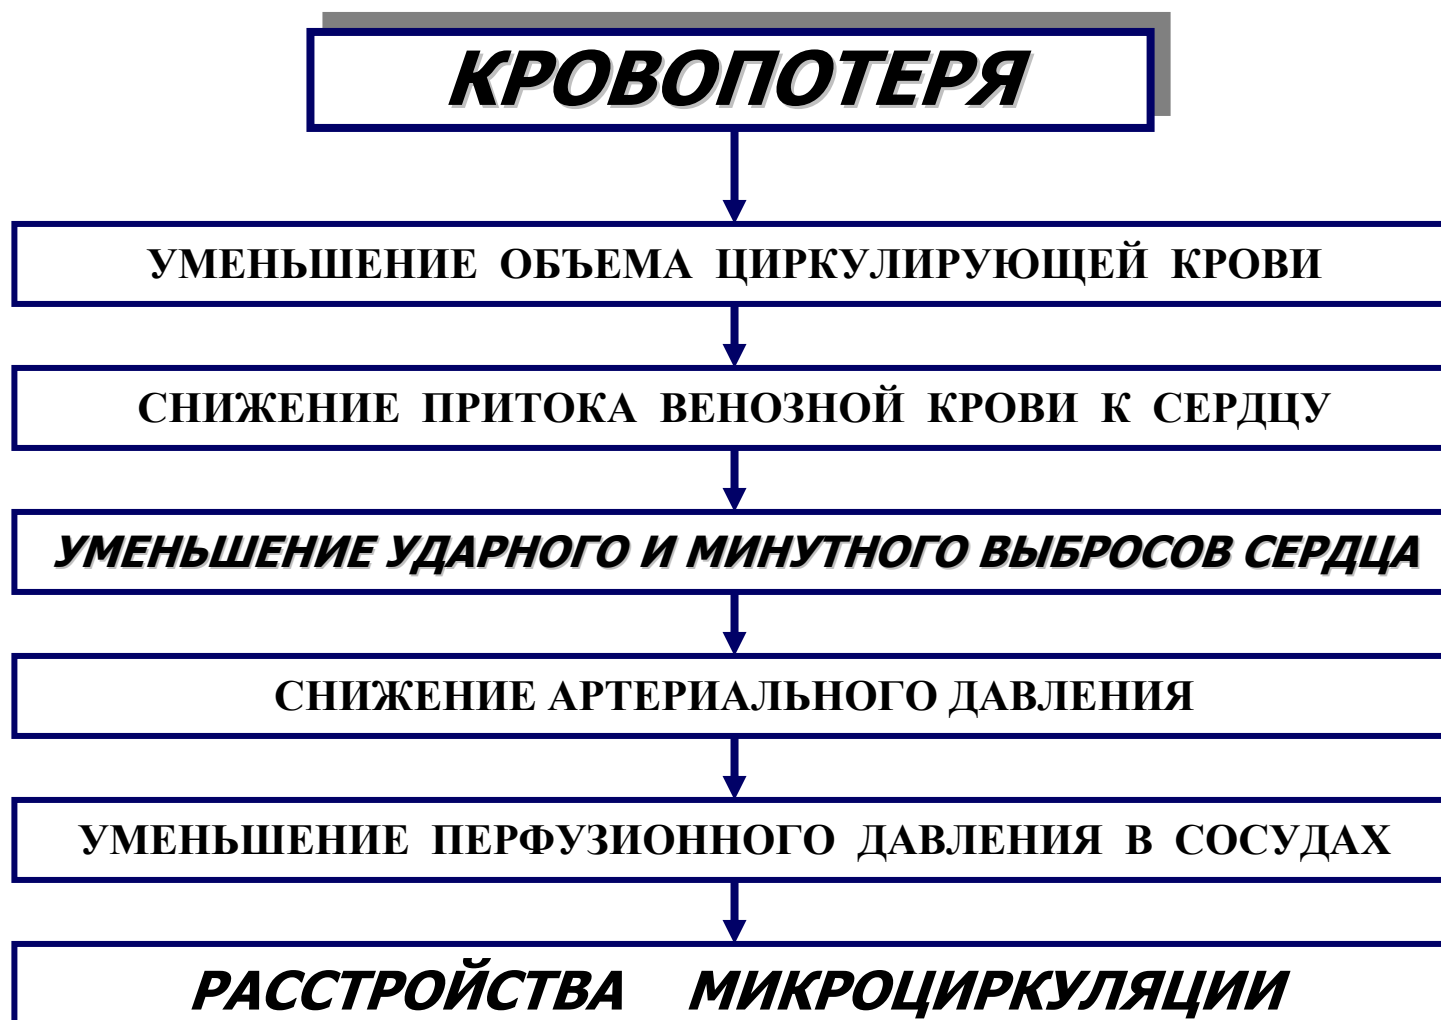 КРОВОПОТЕРЯ
УМЕНЬШЕНИЕ ОБЪЕМА ЦИРКУЛИРУЮЩЕЙ КРОВИ
СНИЖЕНИЕ ПРИТОКА ВЕНОЗНОЙ КРОВИ К СЕРДЦУ
УМЕНЬШЕНИЕ УДАРНОГО И МИНУТНОГО ВЫБРОСОВ СЕРДЦА
СНИЖЕНИЕ АРТЕРИАЛЬНОГО ДАВЛЕНИЯ
УМЕНЬШЕНИЕ ПЕРФУЗИОННОГО ДАВЛЕНИЯ В СОСУДАХ
РАССТРОЙСТВА МИКРОЦИРКУЛЯЦИИ